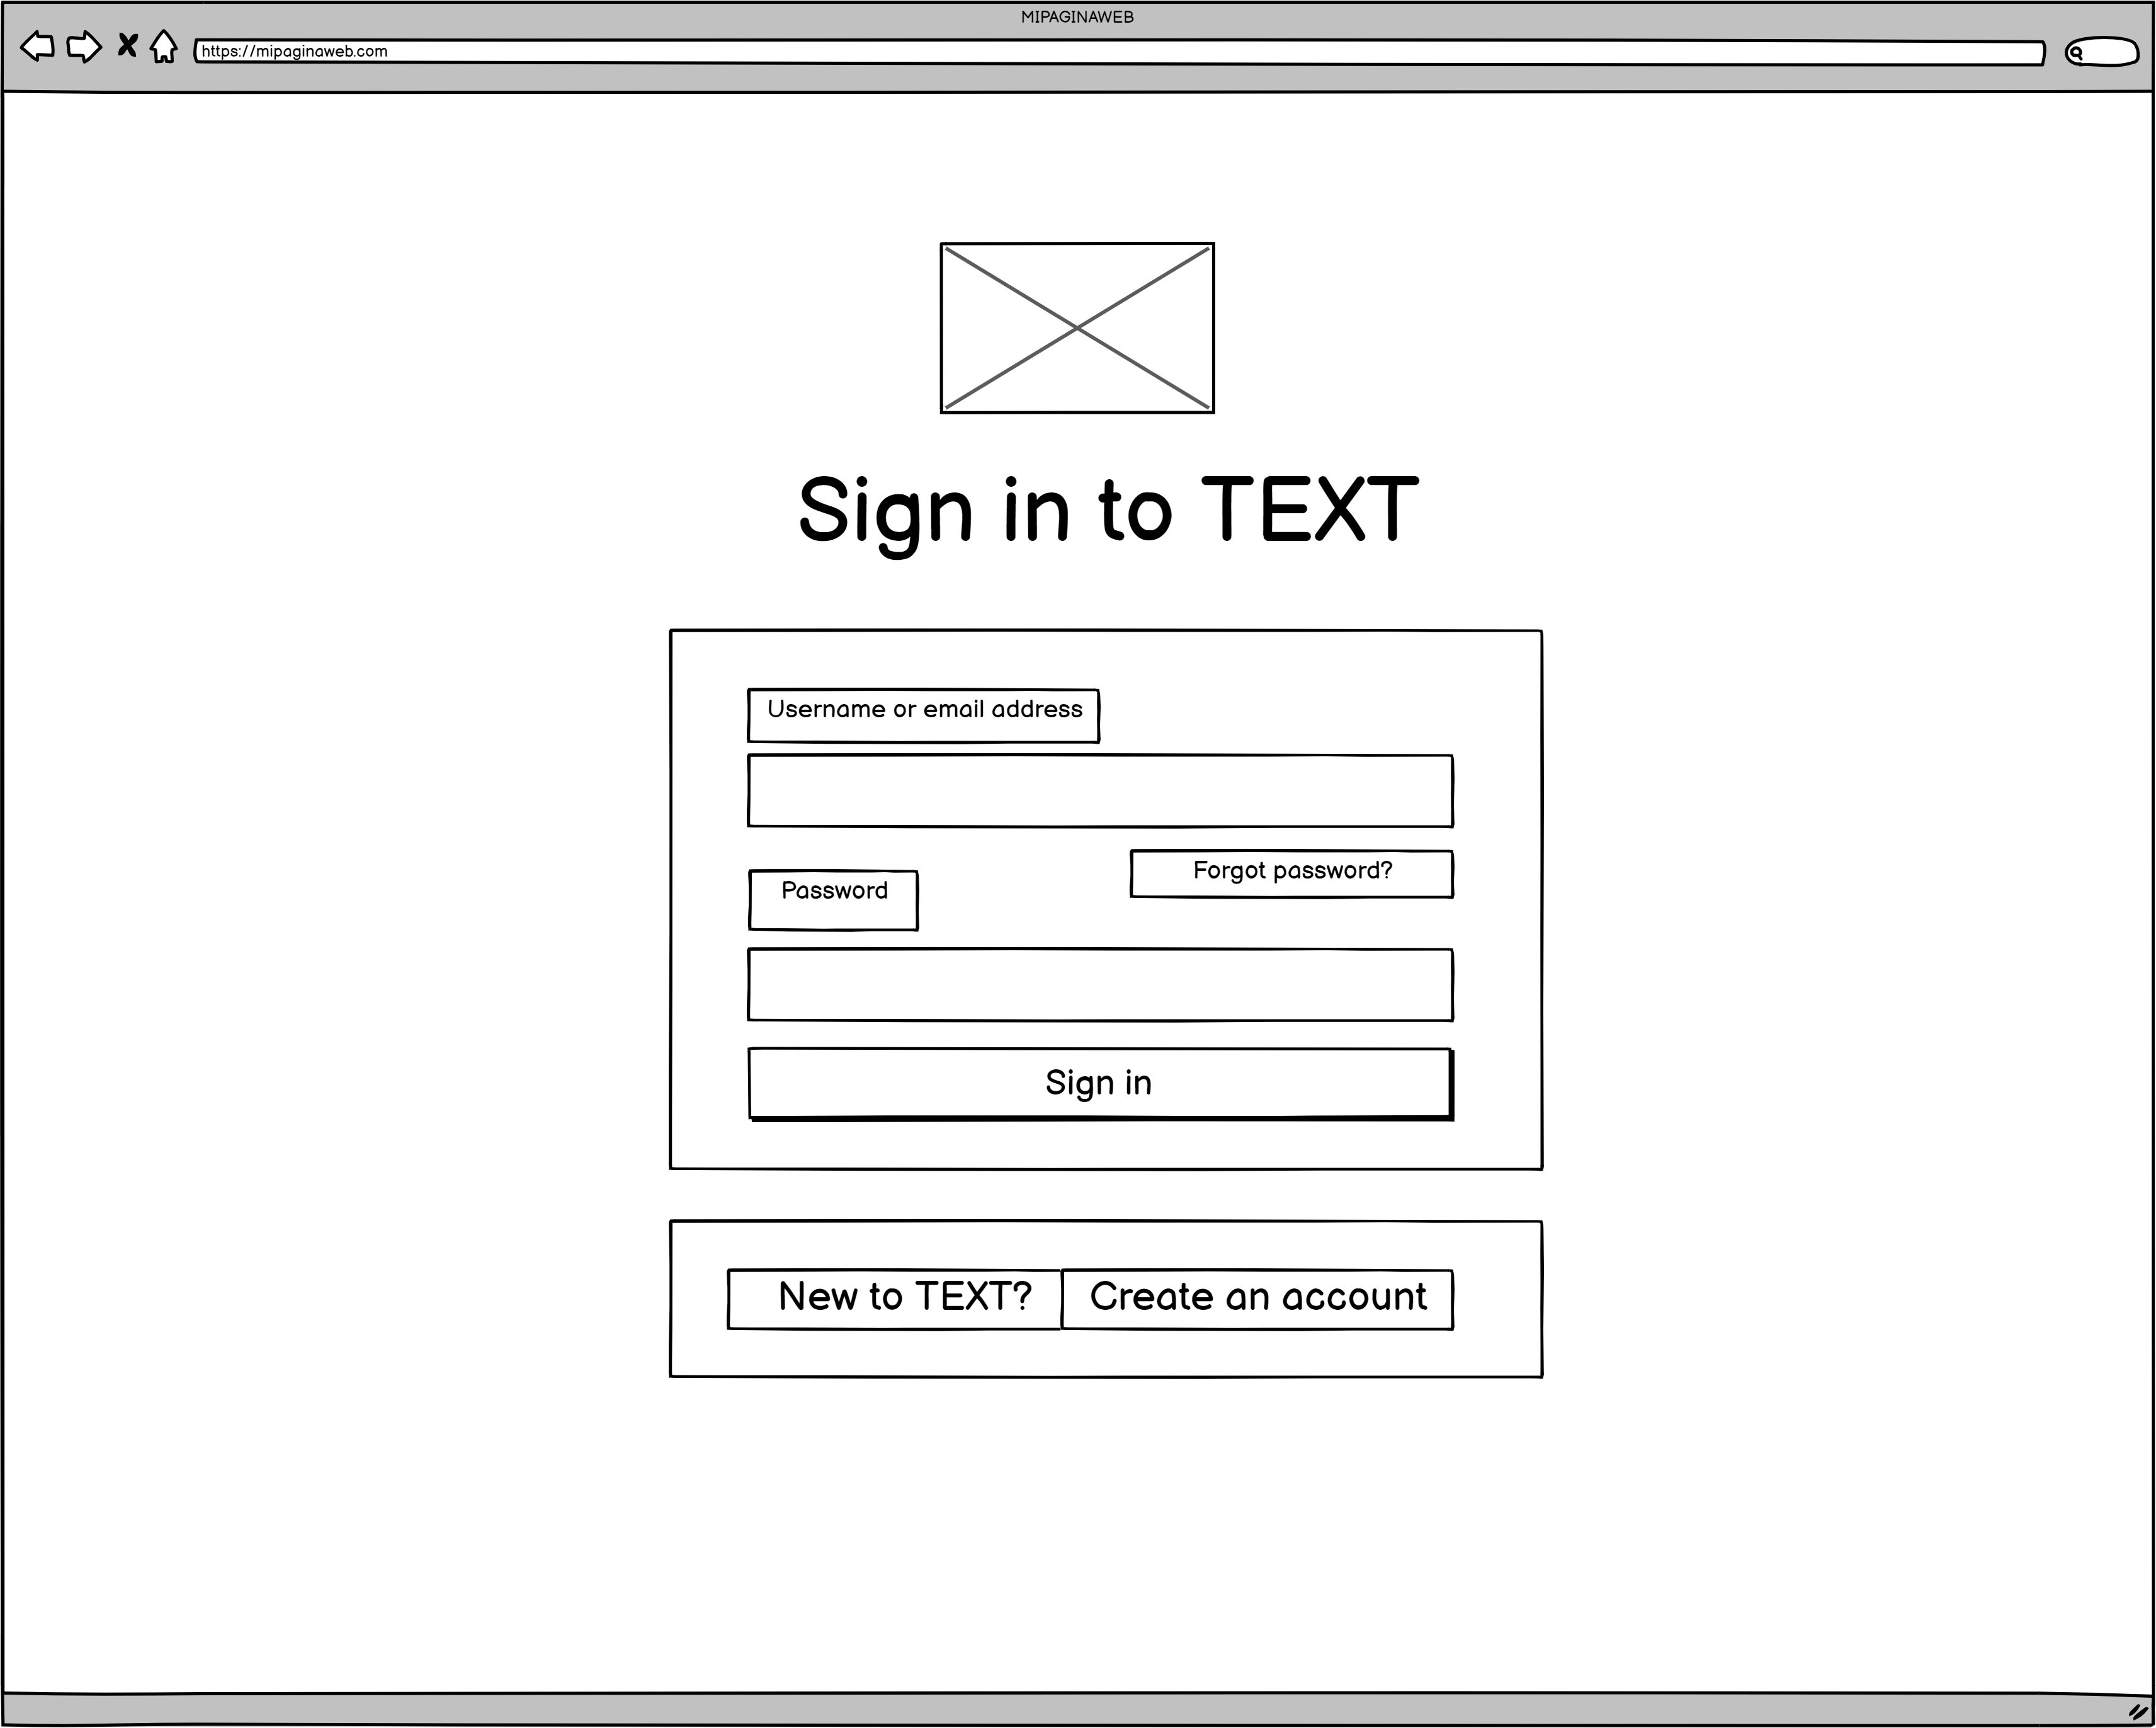 MIPAGINAWEB
https://mipaginaweb.com
Sign in to TEXT
Username or email address
Forgot password?
Password
Sign in
New to TEXT? Create an account